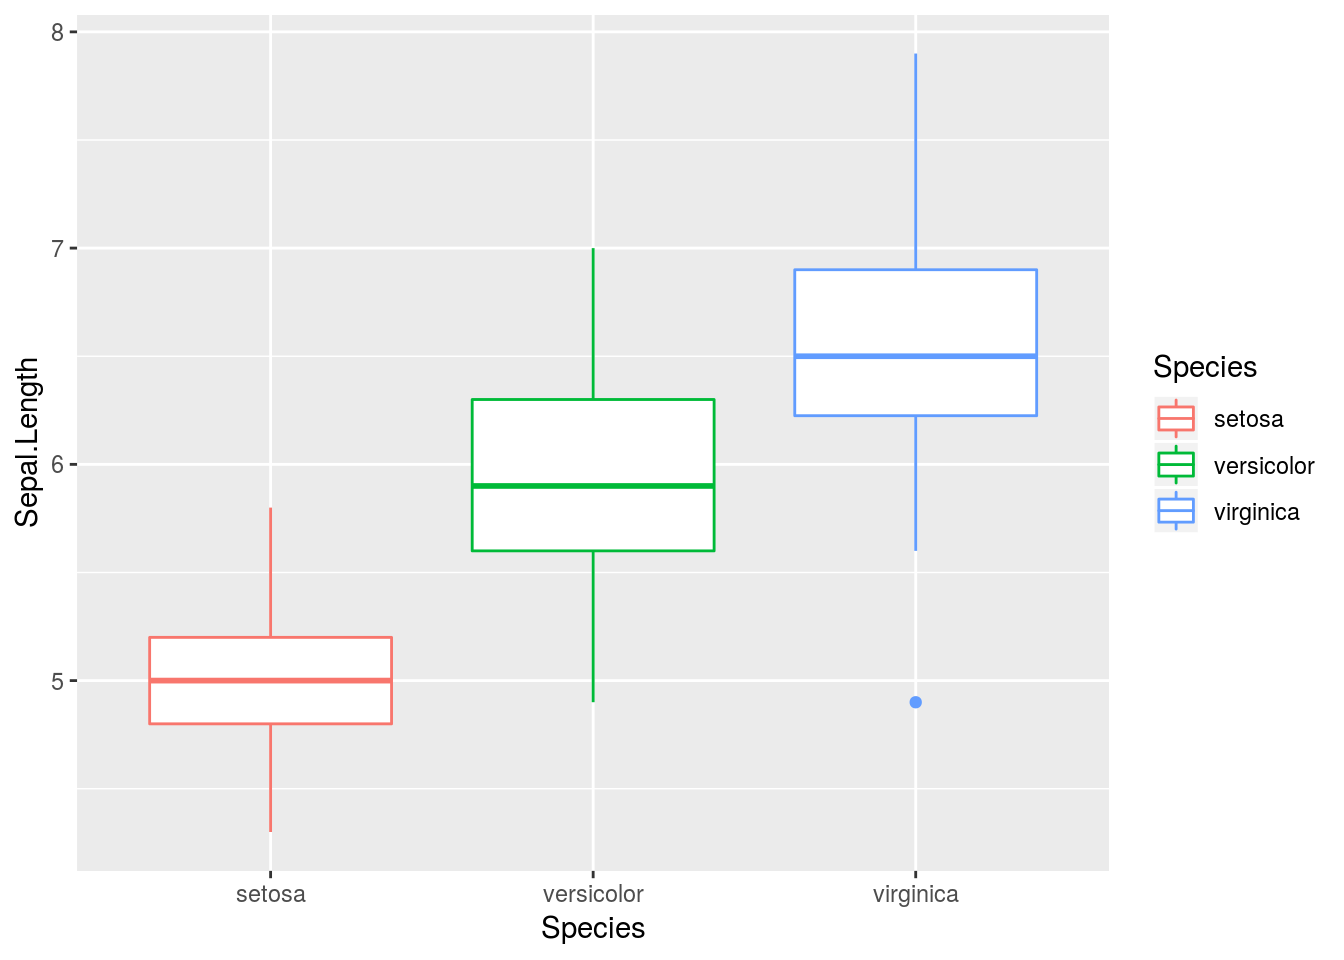 8
7
6
5
Sepal.Length
setosa
versicolor
virginica
Species
Species
setosa
versicolor
virginica